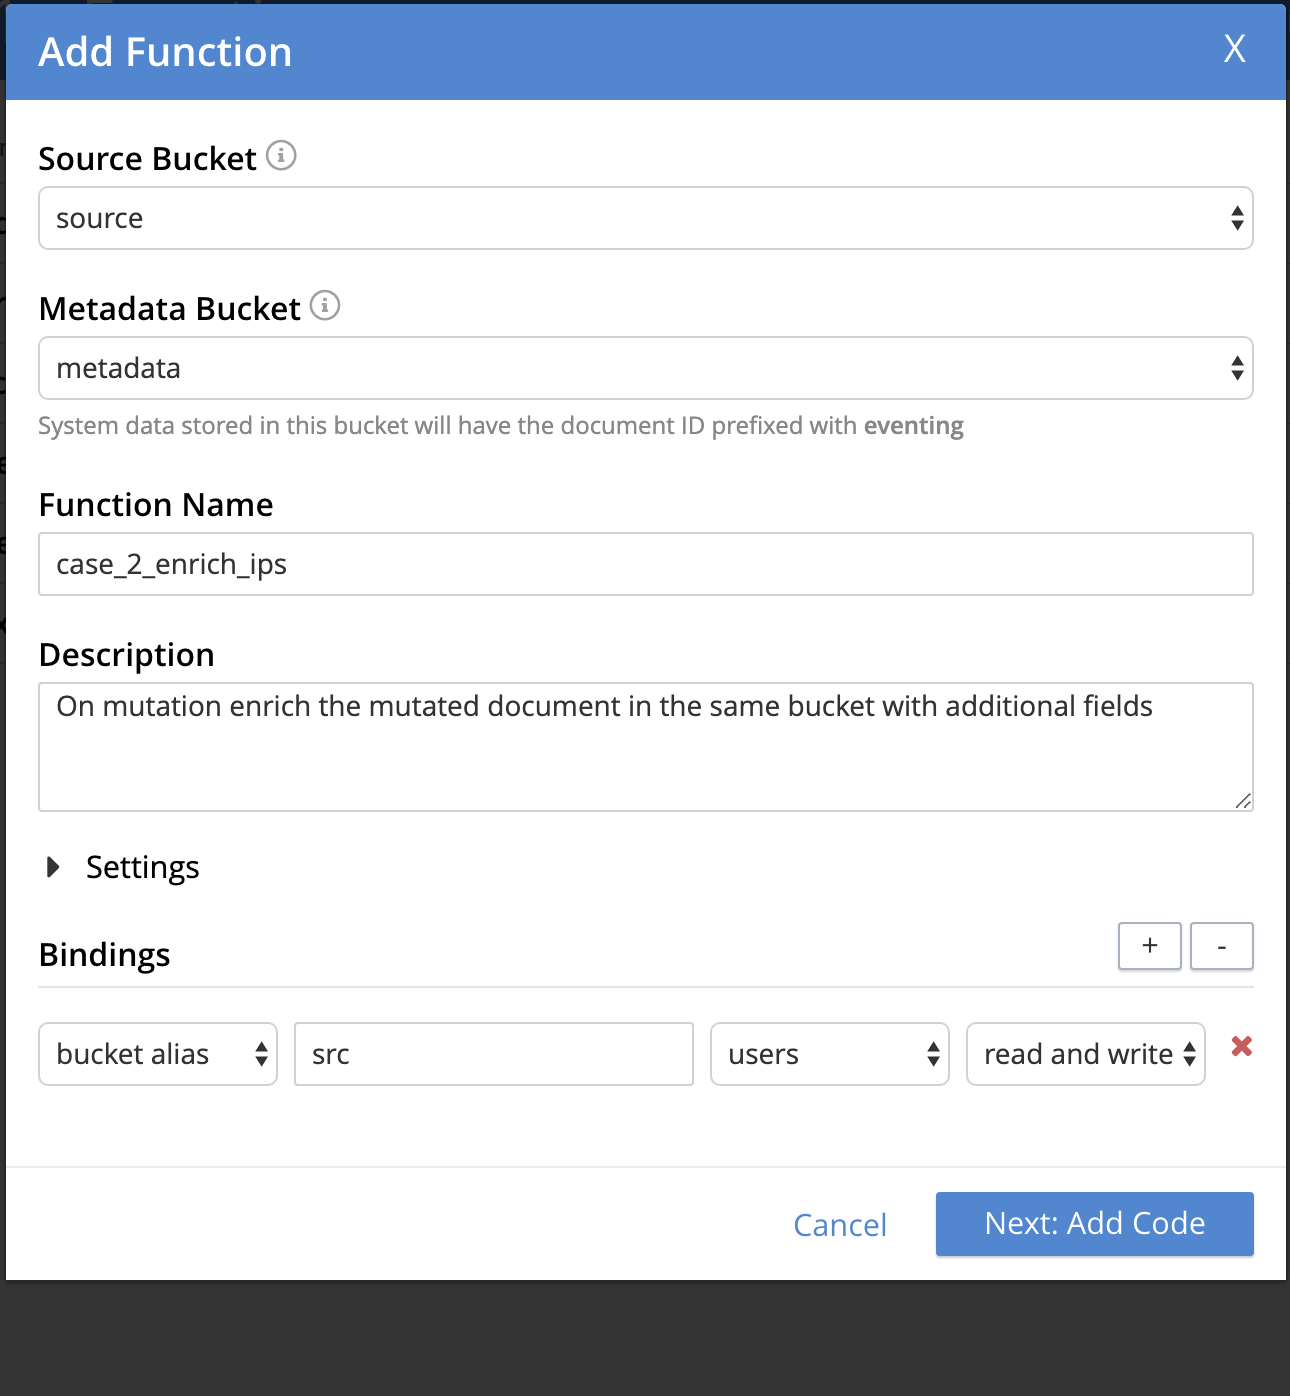 Add Function X
Source Bucket
source
Metadata Bucket
metadata
System data stored in this bucket will have the document ID prefixed with eventing
Function Name
case_2_enrich_ips
Description
On mutation enrich the mutated document in the same bucket with additional fields
Settings
Bindings + -
bucket alias src users read and write
Cancel Next: Add Code